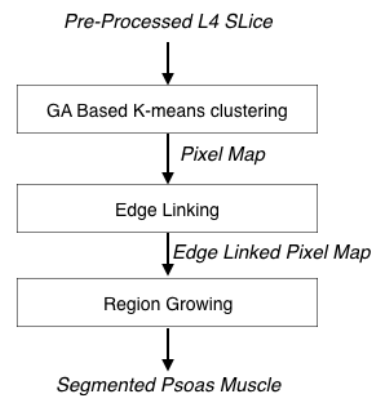 Pre-Processed L4 SLice
GA Based K-means clustering
Pixel Map
Edge Linking
Edge Linked Pixel Map
Region Growing
Segmented Psoas Muscle